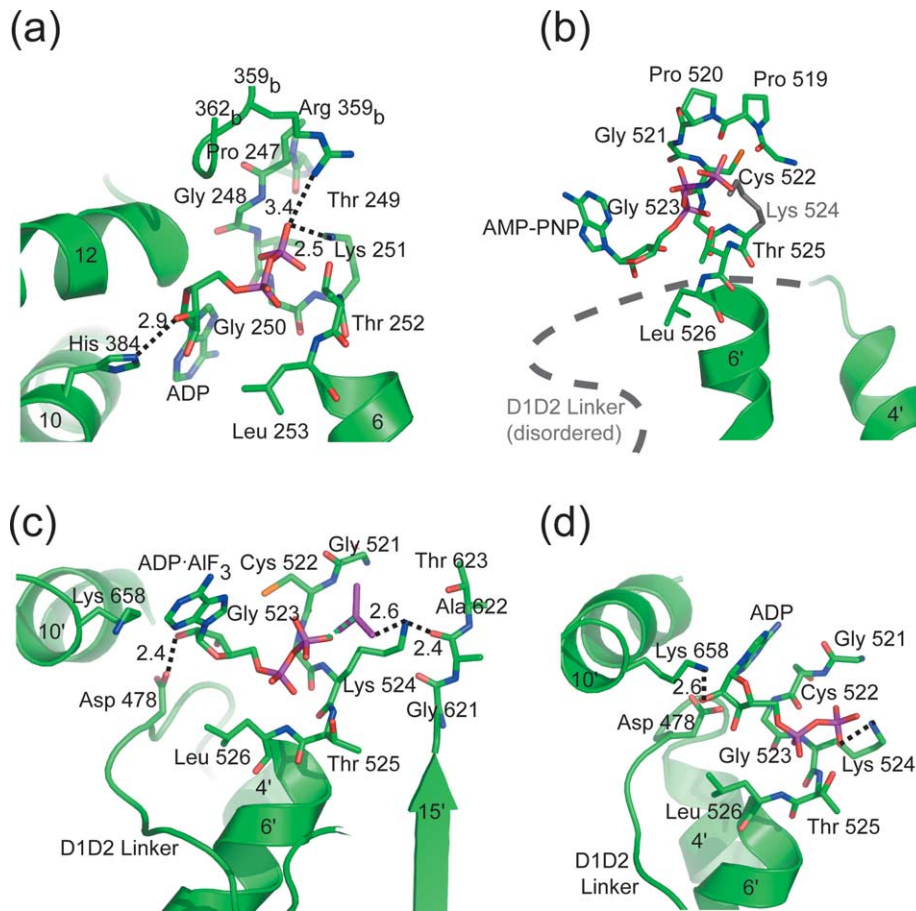 (a)
359b
362b
Arg 359b
Pro 247
Gly 248
Thr 249
3.4
2.5
Lys 251
12
2.9
Gly 250
His 384
Thr 252
ADP
10
Leu 253
6
(b)
Pro 520
Pro 519
Gly 521
Cys 522
Gly 523
Lys 524
AMP-PNP
Thr 525
Leu 526
6'
D1D2 Linker
(disordered)
4'
(c)
Gly 521
ADP·AlF3
Cys 522
Thr 623
Lys 658
Gly 523
2.6
Ala 622
10'
2.4
2.4
Asp 478
Lys 524
Gly 621
Leu 526
Thr 525
4'
6'
15'
D1D2 Linker
(d)
ADP
Lys 658
Gly 521
10'
2.6
Cys 522
Asp 478
Gly 523
Lys 524
Leu 526
Thr 525
4'
D1D2
Linker
6'